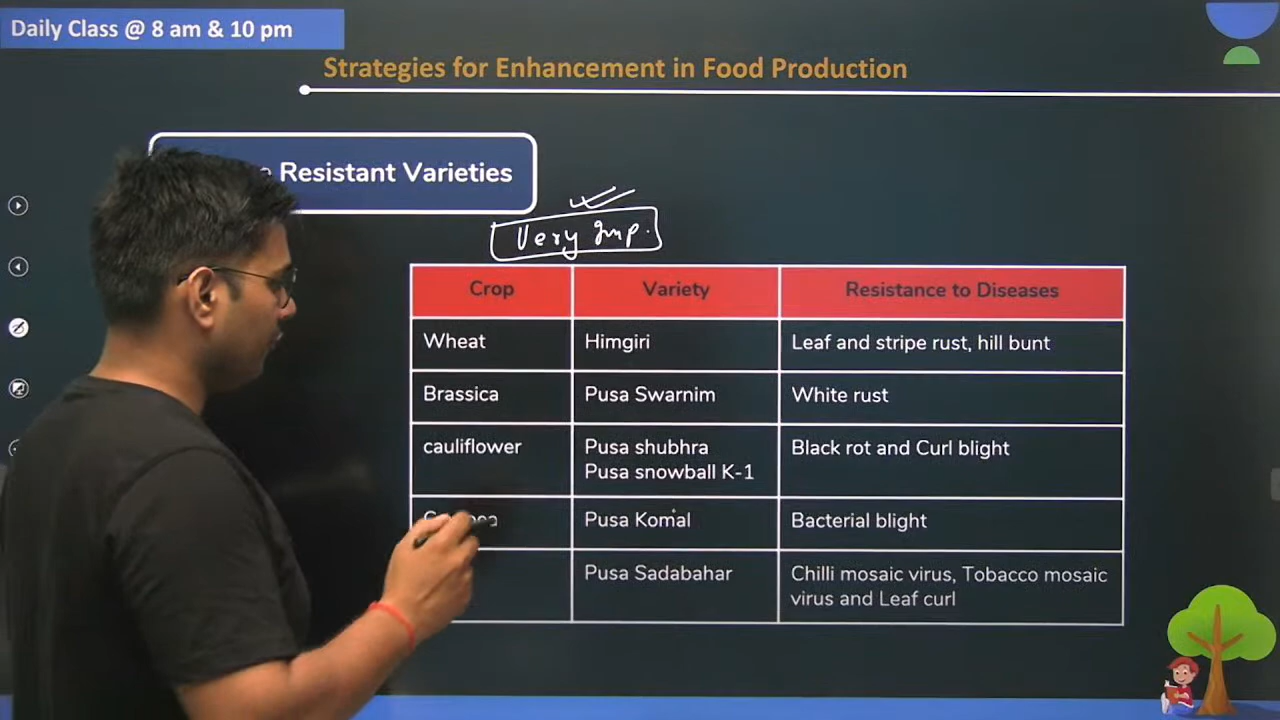 Daily Class @ 8 am & 10 pm
Strategies for Enhancement in Food Production
Resistant Varieties
Very Imp.
Crop Variety Resistance to Diseases
Wheat Himgiri Leaf and stripe rust, hill bunt
Brassica Pusa Swarnim White rust
cauliflower Pusa shubhra Black rot and Curl blight
Pusa snowball K-1
Pusa Komal Bacterial blight
Pusa Sadabahar Chilli mosaic virus, Tobacco mosaic
virus and Leaf curl